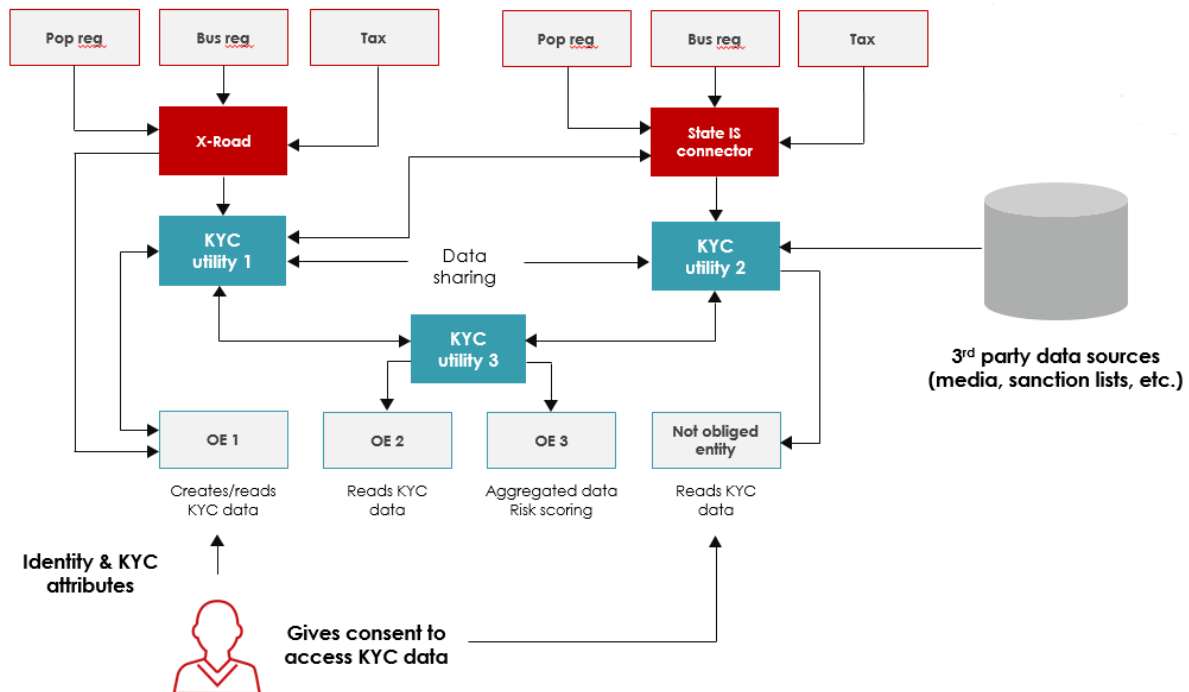 Pop reg
Bus reg
Tax
Pop reg
Bus reg
Tax
X-Road
State IS
connector
KYC
utility 1
Data
sharing
KYC
utility 2
KYC
utility 3
3rd party data sources
(media, sanction lists, etc.)
OE 1
OE 2
OE 3
Not obliged
entity
Creates/reads
KYC data
Reads KYC
data
Aggregated data
Risk scoring
Reads KYC
data
Identity & KYC
attributes
Gives consent to
access KYC data